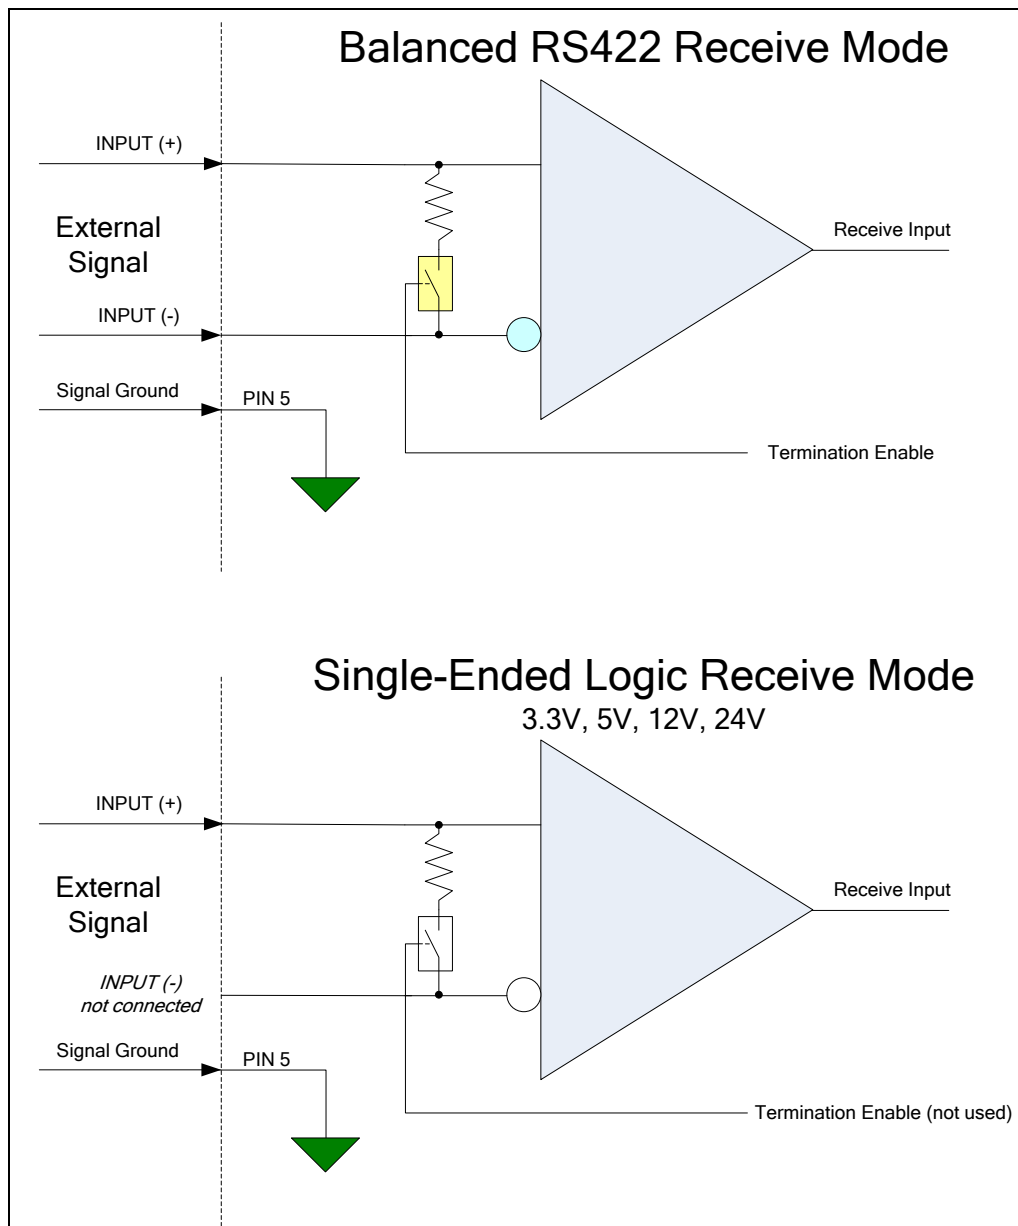 Balanced RS422 Receive Mode
INPUT (+)
External
Signal
Receive Input
INPUT (-)
Signal Ground
PIN 5
Termination Enable
Single-Ended Logic Receive Mode
3.3V, 5V, 12V, 24V
INPUT (+)
External
Signal
Receive Input
INPUT (-)
not connected
Signal Ground
PIN 5
Termination Enable (not used)